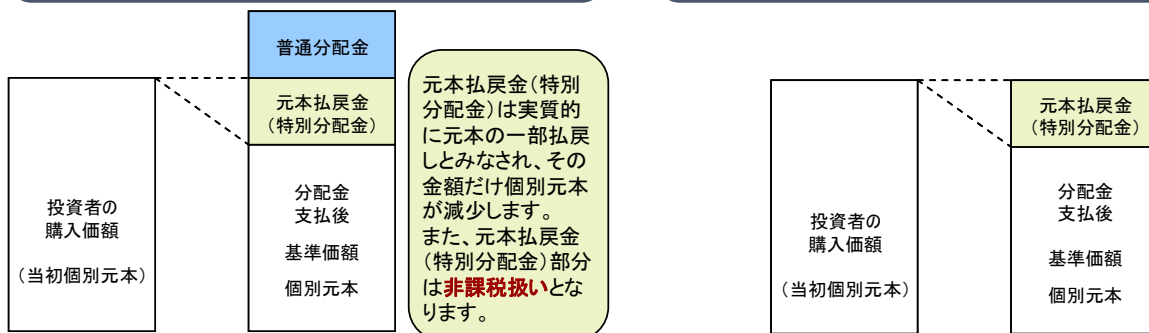 普通分配金
元本払戻金
（特別分配金）
投資者の
購入価額
（当初個別元本）
分配金
支払後
基準価額
個別元本
元本払戻金（特別
分配金）は実質的
に元本の一部払戻
しとみなされ、その
金額だけ個別元本
が減少します。
また、元本払戻金
（特別分配金）部分
は非課税扱いとな
ります。
投資者の
購入価額
（当初個別元本）
元本払戻金
（特別分配金）
分配金
支払後
基準価額
個別元本